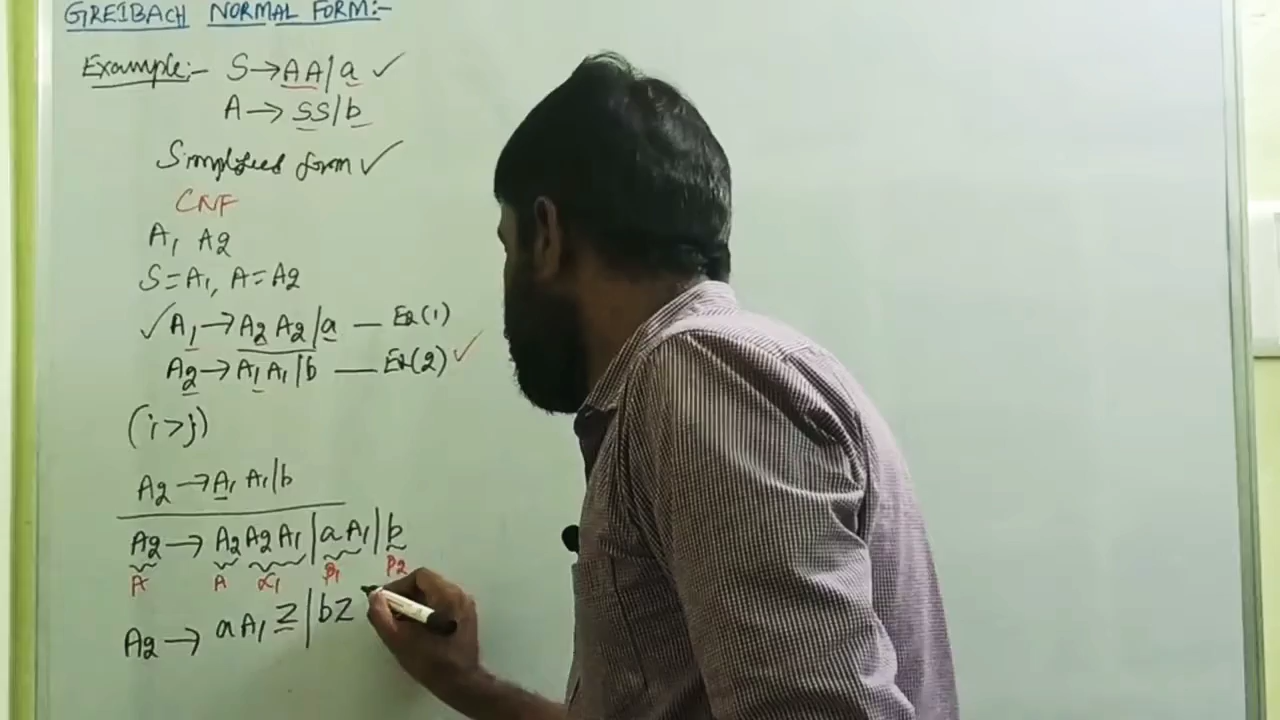 GREIBACH NORMAL FORM:-
Example:- S→AA/a ✓
A→SS/b
Simplified form ✓
CNF
A₁ A₂
S=A₁, A=A₂
✓A₁→A₂A₂/a — Eq(1)
A₂→A₁A₁/b — Eq(2) ✓
(i>j)
A₂→A₁A₁/b
A₂→A₂A₂A₁|aA₁|b
A A α₁ β₁ β₂
A₂→aA₁Z|bZ